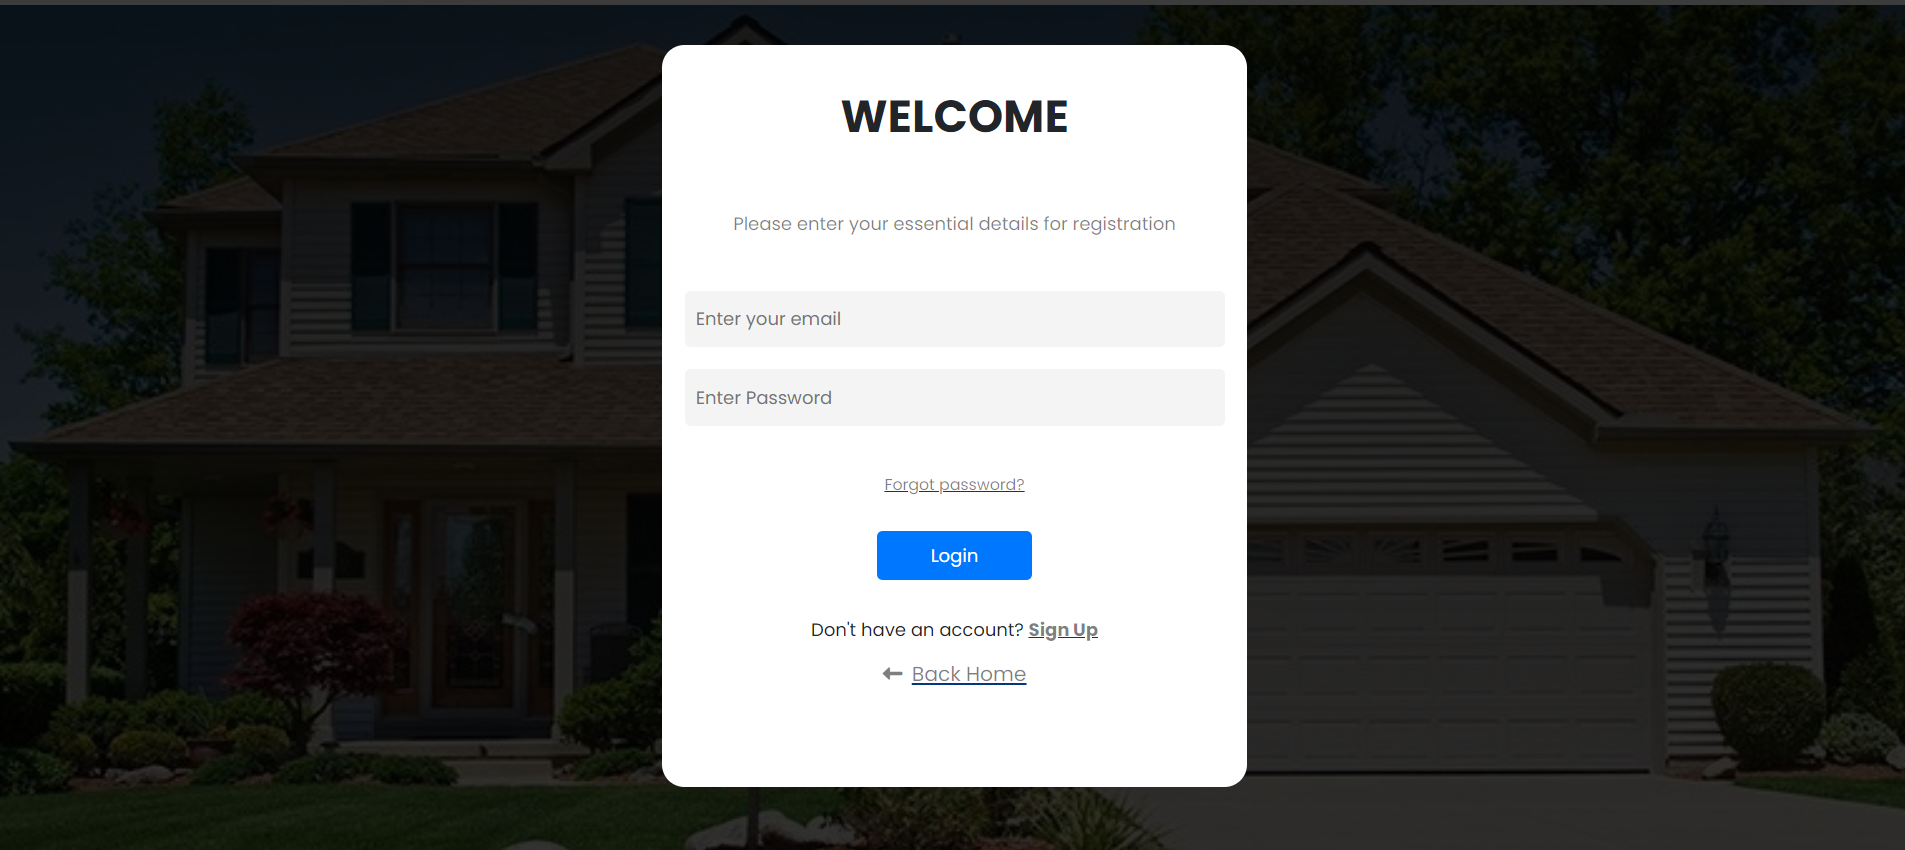 WELCOME
Please enter your essential details for registration
Enter your email
Enter Password
Forgot password?
Login
Don't have an account? Sign Up
Back Home